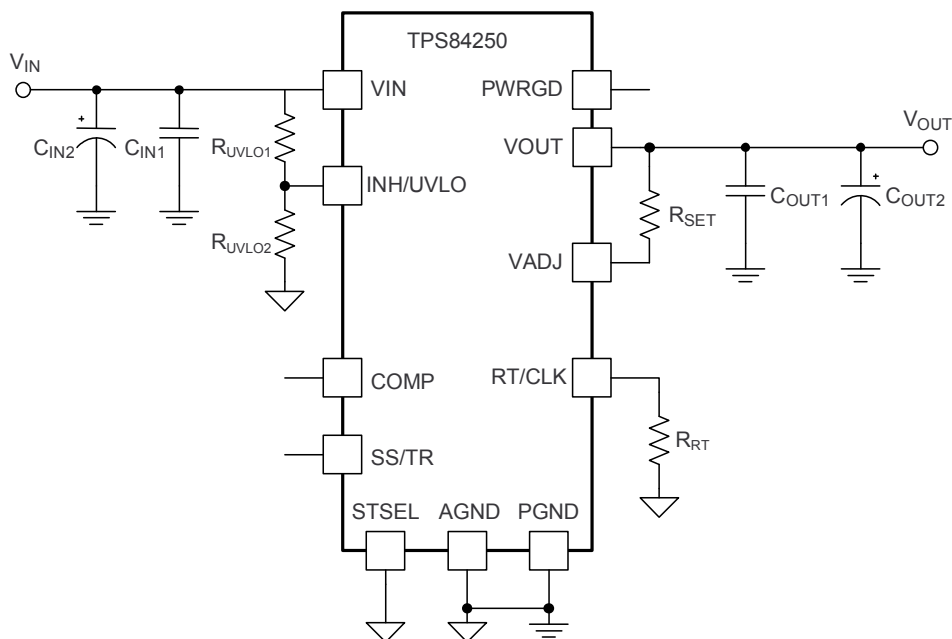 TPS84250
V_IN
VIN
PWRGD
V_OUT
VOUT
C_IN2
C_IN1
R_UVLO1
INH/UVLO
C_OUT1
C_OUT2
R_SET
R_UVLO2
VADJ
COMP
RT/CLK
R_RT
SS/TR
STSEL
AGND
PGND
+
+